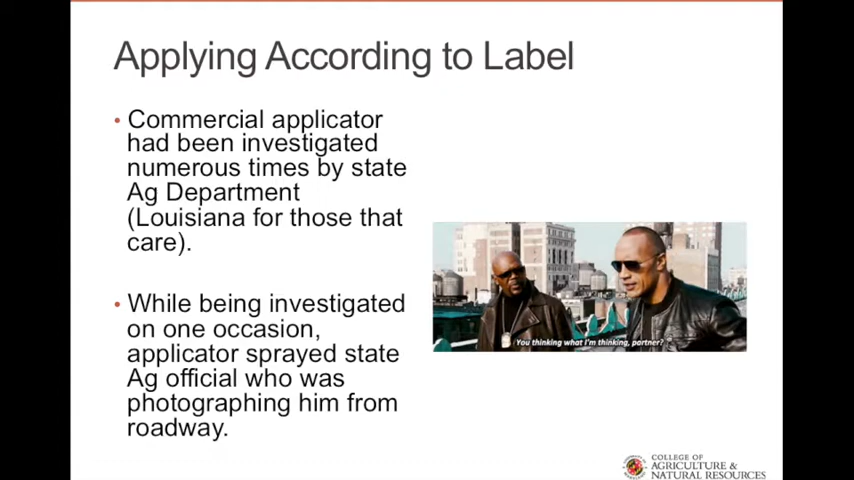 Applying According to Label
• Commercial applicator
had been investigated
numerous times by state
Ag Department
(Louisiana for those that
care).
• While being investigated
on one occasion,
applicator sprayed state
Ag official who was
photographing him from
roadway.
You thinking what I'm thinking, partner?
COLLEGE OF
AGRICULTURE &
NATURAL RESOURCES